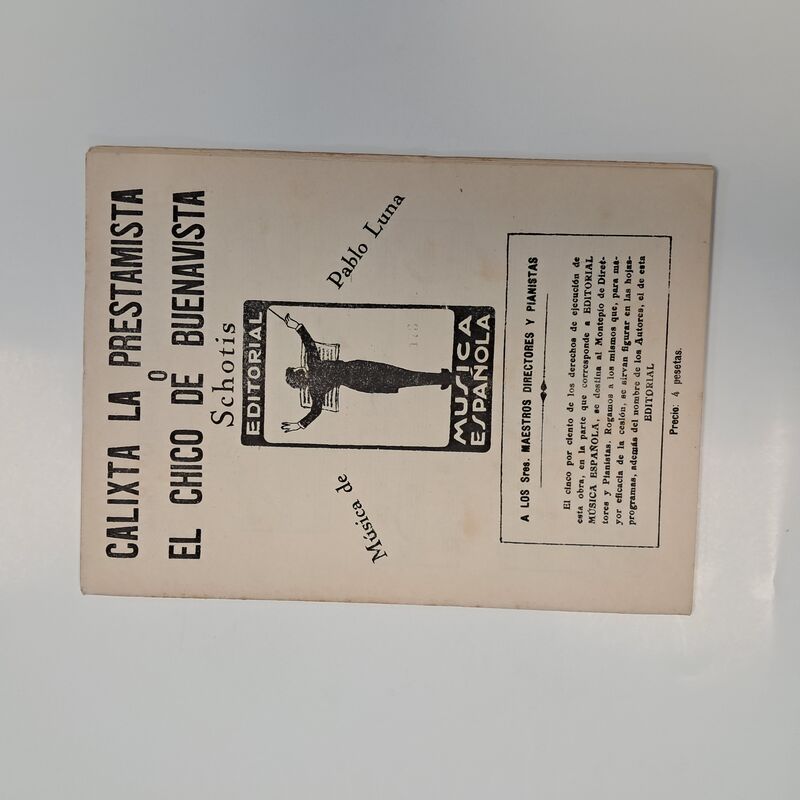 CALIXTA LA PRESTAMISTA
O
EL CHICO DE BUENAVISTA
Schotis
EDITORIAL
MUSICA
ESPAÑOLA
Música de
Pablo Luna
A LOS Sres. MAESTROS DIRECTORES Y PIANISTAS
El cinco por ciento de los derechos de ejecución de
esta obra, en la parte que corresponde a EDITORIAL
MÚSICA ESPAÑOLA, se destina al Montepío de Direc-
tores y Pianistas. Rogamos a los mismos que, para ma-
yor eficacia de la cesión, se sirvan figurar en las hojas-
programas, además del nombre de los Autores, el de esta
EDITORIAL
Precio: 4 pesetas.